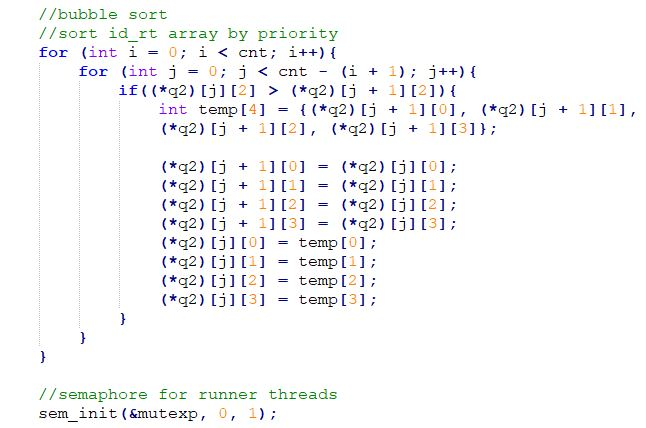 //bubble sort
//sort id_rt array by priority
for (int i = 0; i < cnt; i++){
for (int j = 0; j < cnt - (i + 1); j++){
if((*q2)[j][2] > (*q2)[j + 1][2]){
int temp[4] = {(*q2)[j + 1][0], (*q2)[j + 1][1],
(*q2)[j + 1][2], (*q2)[j + 1][3]};
(*q2)[j + 1][0] = (*q2)[j][0];
(*q2)[j + 1][1] = (*q2)[j][1];
(*q2)[j + 1][2] = (*q2)[j][2];
(*q2)[j + 1][3] = (*q2)[j][3];
(*q2)[j][0] = temp[0];
(*q2)[j][1] = temp[1];
(*q2)[j][2] = temp[2];
(*q2)[j][3] = temp[3];
}
}
}
//semaphore for runner threads
sem_init(&mutexp, 0, 1);